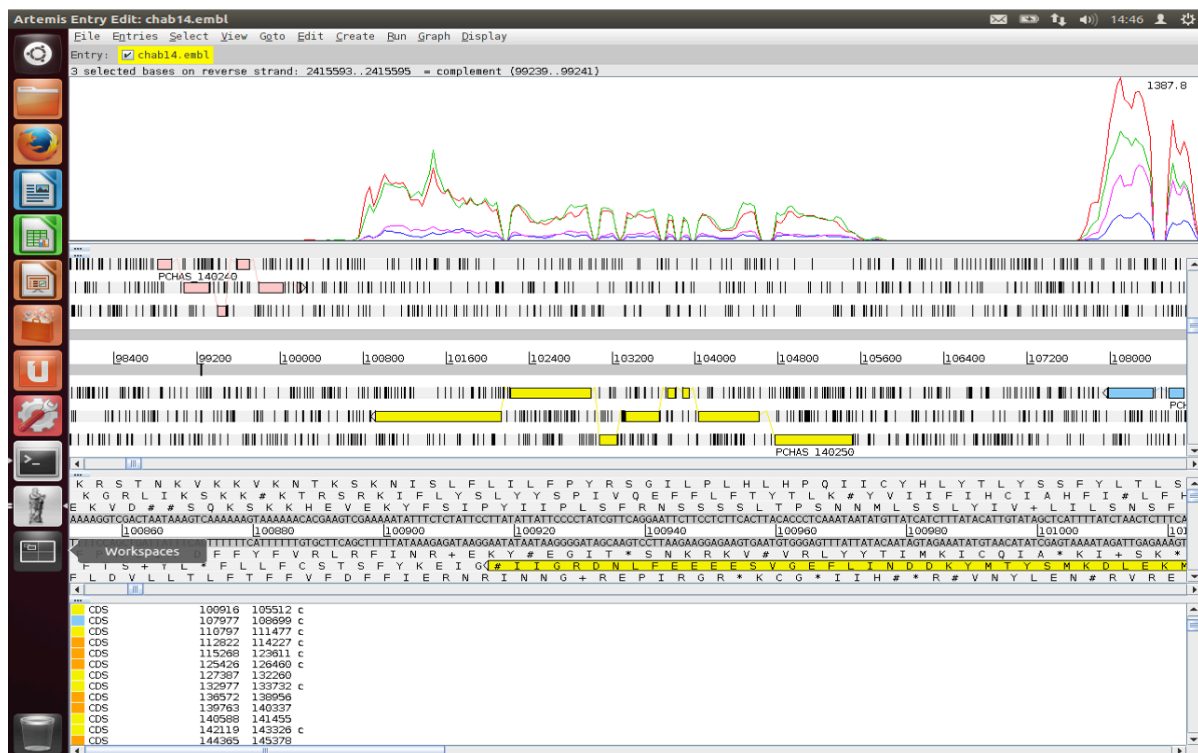 Artemis Entry Edit: chab14.embl 14:46
File Entries Select View Goto Edit Create Run Graph Display
Entry: chab14.embl
3 selected bases on reverse strand: 2415593..2415595 = complement (99239..99241)
1387.8
PCHAS_140240
98400 99200 100000 100800 101600 102400 103200 104000 104800 105600 106400 107200 108000
PCH
PCHAS_140250
K R S T N K V K K V K N T K S K N I S L F L I L F P Y R S G I L P L H L H P Q I I C Y H L Y T L Y S S F Y L T L S
K G R L I K S K K # K T R S R K I F L Y S L Y Y S P I V Q E F F L F T Y T L K # Y V I I F I H C I A H F I # L F H
E K V D # # S Q K S K K H E V E K Y F S I P Y I I P L S F R N S S S S L T P S N N M L S S L Y I V + L I L S N S F
100860 100880 100900 100920 100940 100960 100980 101000 101
Workspaces
# I I G R D N L F E E E E S V G E F L I N D D K Y M T Y S M K D L E K M
F L D V L L T L F T F F V F D F F I E R N R I N N G + R E P I R G R * K C G * I I H # * R # V N Y L E N # R V R E
CDS 100916 105512 c
CDS 107977 108699 c
CDS 110797 111477 c
CDS 112822 114227 c
CDS 115268 123611 c
CDS 125426 126460 c
CDS 127387 132260
CDS 132977 133732 c
CDS 136572 138956
CDS 139763 140337
CDS 140588 141455
CDS 142119 143326 c
CDS 144365 145378